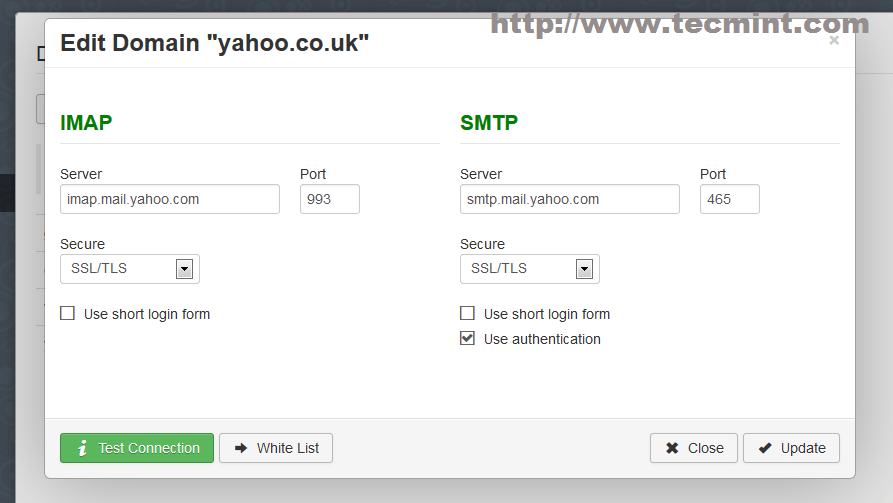 http://www.tecmint.com
Edit Domain "yahoo.co.uk"
×
IMAP
SMTP
Server
Port
Server
Port
imap.mail.yahoo.com
993
smtp.mail.yahoo.com
465
Secure
Secure
SSL/TLS
SSL/TLS
Use short login form
Use short login form
Use authentication
Test Connection
White List
Close
Update